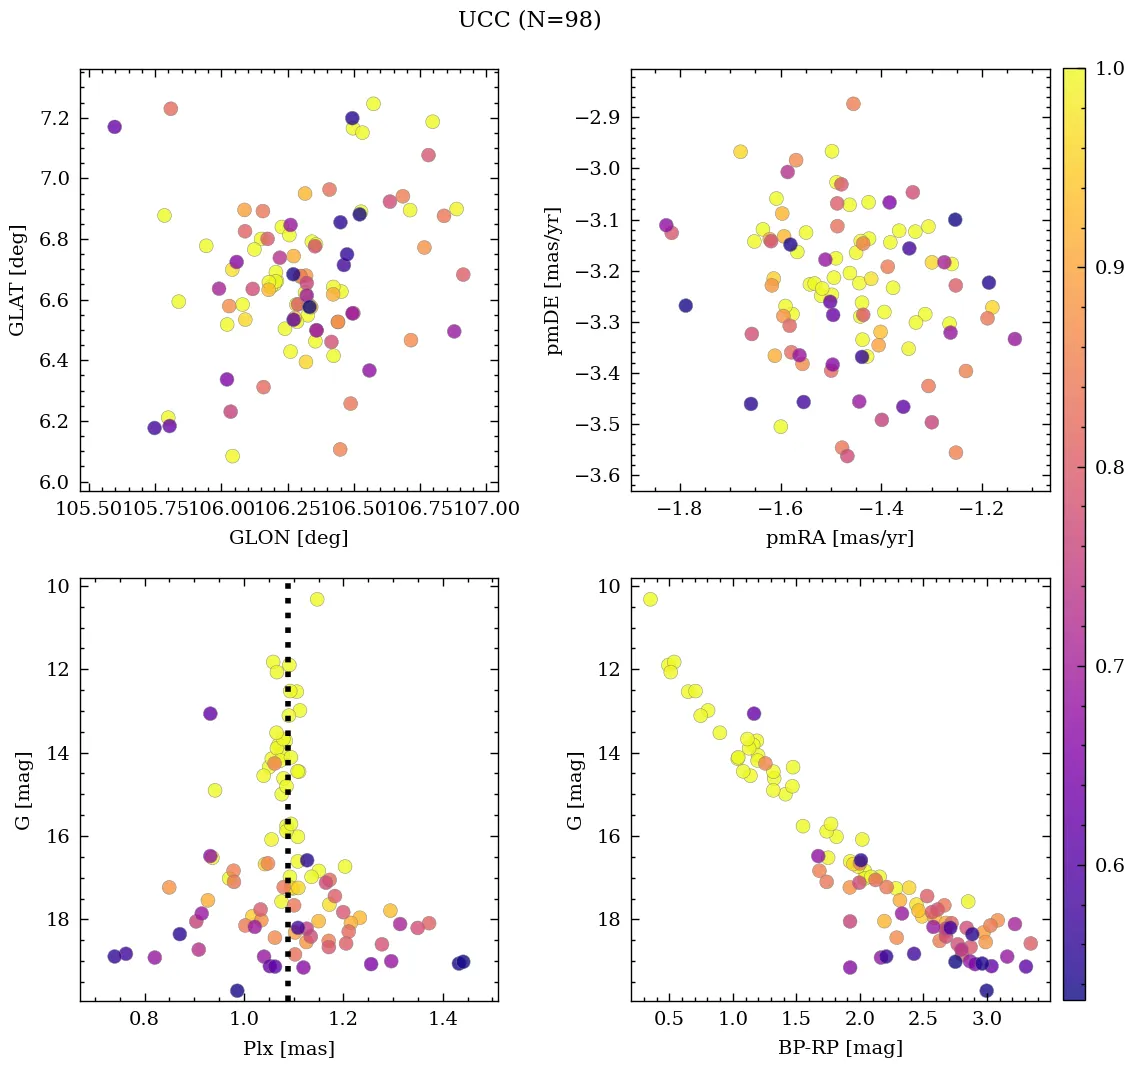 UCC (N=98)
7.2
7.0
6.8
6.6
6.4
6.2
6.0
GLAT [deg]
105.50105.75106.00106.25106.50106.75107.00
GLON [deg]
−2.9
−3.0
−3.1
−3.2
−3.3
−3.4
−3.5
−3.6
pmDE [mas/yr]
−1.8 −1.6 −1.4 −1.2
pmRA [mas/yr]
1.0
0.9
0.8
0.7
0.6
10
12
14
16
18
G [mag]
0.8 1.0 1.2 1.4
Plx [mas]
10
12
14
16
18
G [mag]
0.5 1.0 1.5 2.0 2.5 3.0
BP-RP [mag]